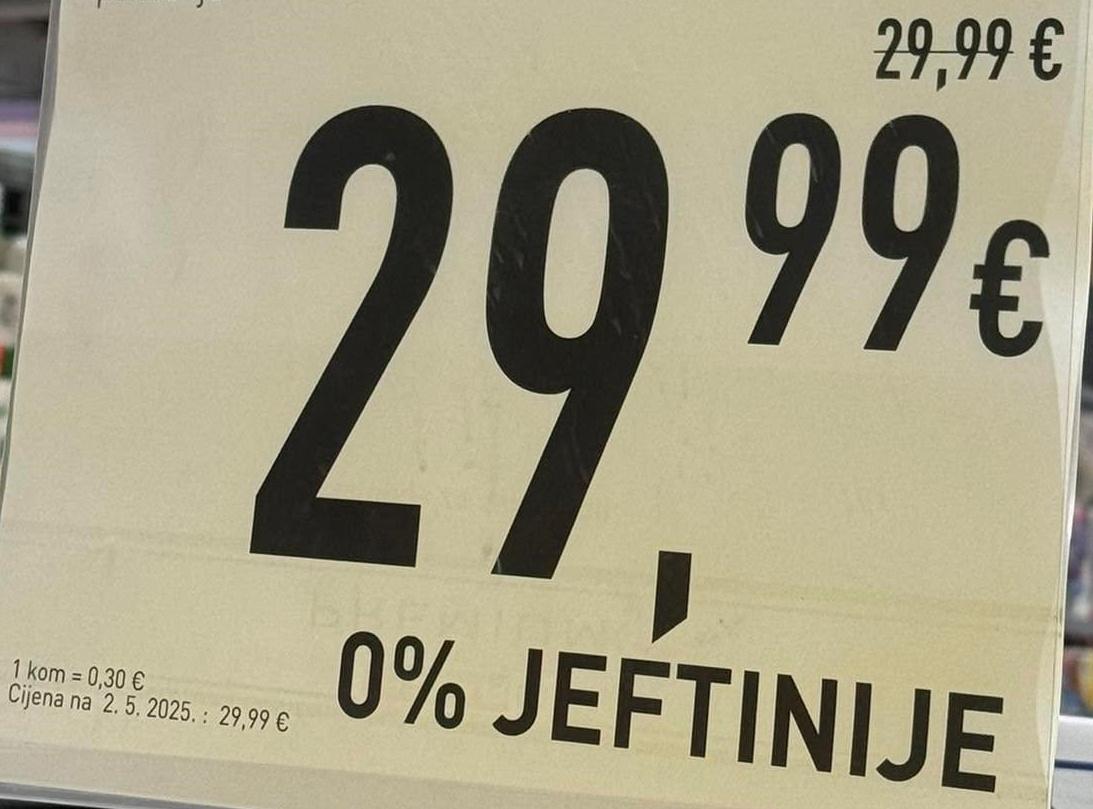 29,99 €
29,99 €
0% JEFTINIJE
1 kom = 0,30 €
Cijena na 2. 5. 2025. : 29,99 €